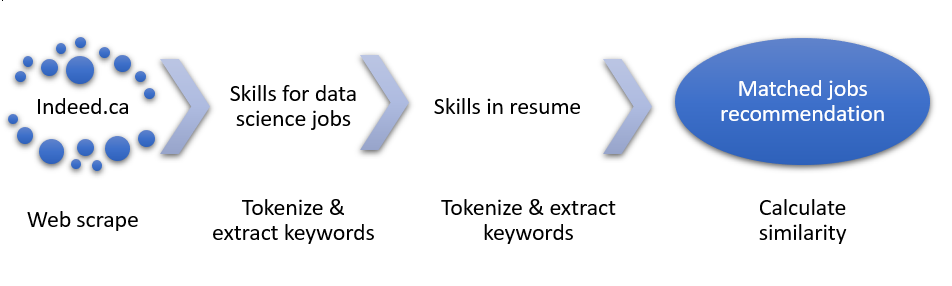 Indeed.ca
Skills for data
science jobs
Skills in resume
Matched jobs
recommendation
Web scrape
Tokenize &
extract keywords
Tokenize & extract
keywords
Calculate
similarity